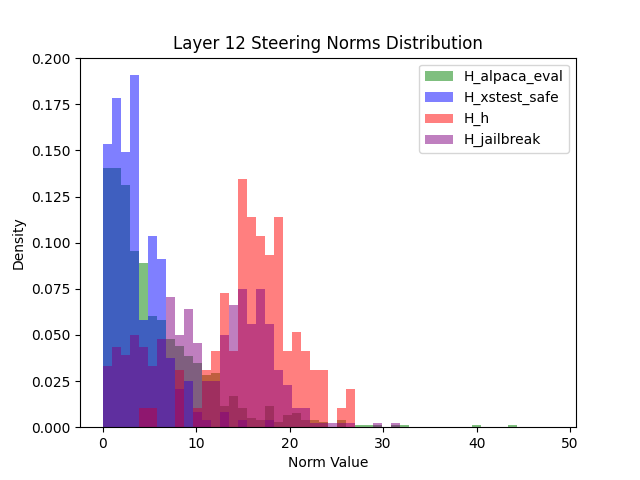 Layer 12 Steering Norms Distribution
H_alpaca_eval
H_xstest_safe
H_h
H_jailbreak
Density
0.200
0.175
0.150
0.125
0.100
0.075
0.050
0.025
0.000
0 10 20 30 40 50
Norm Value